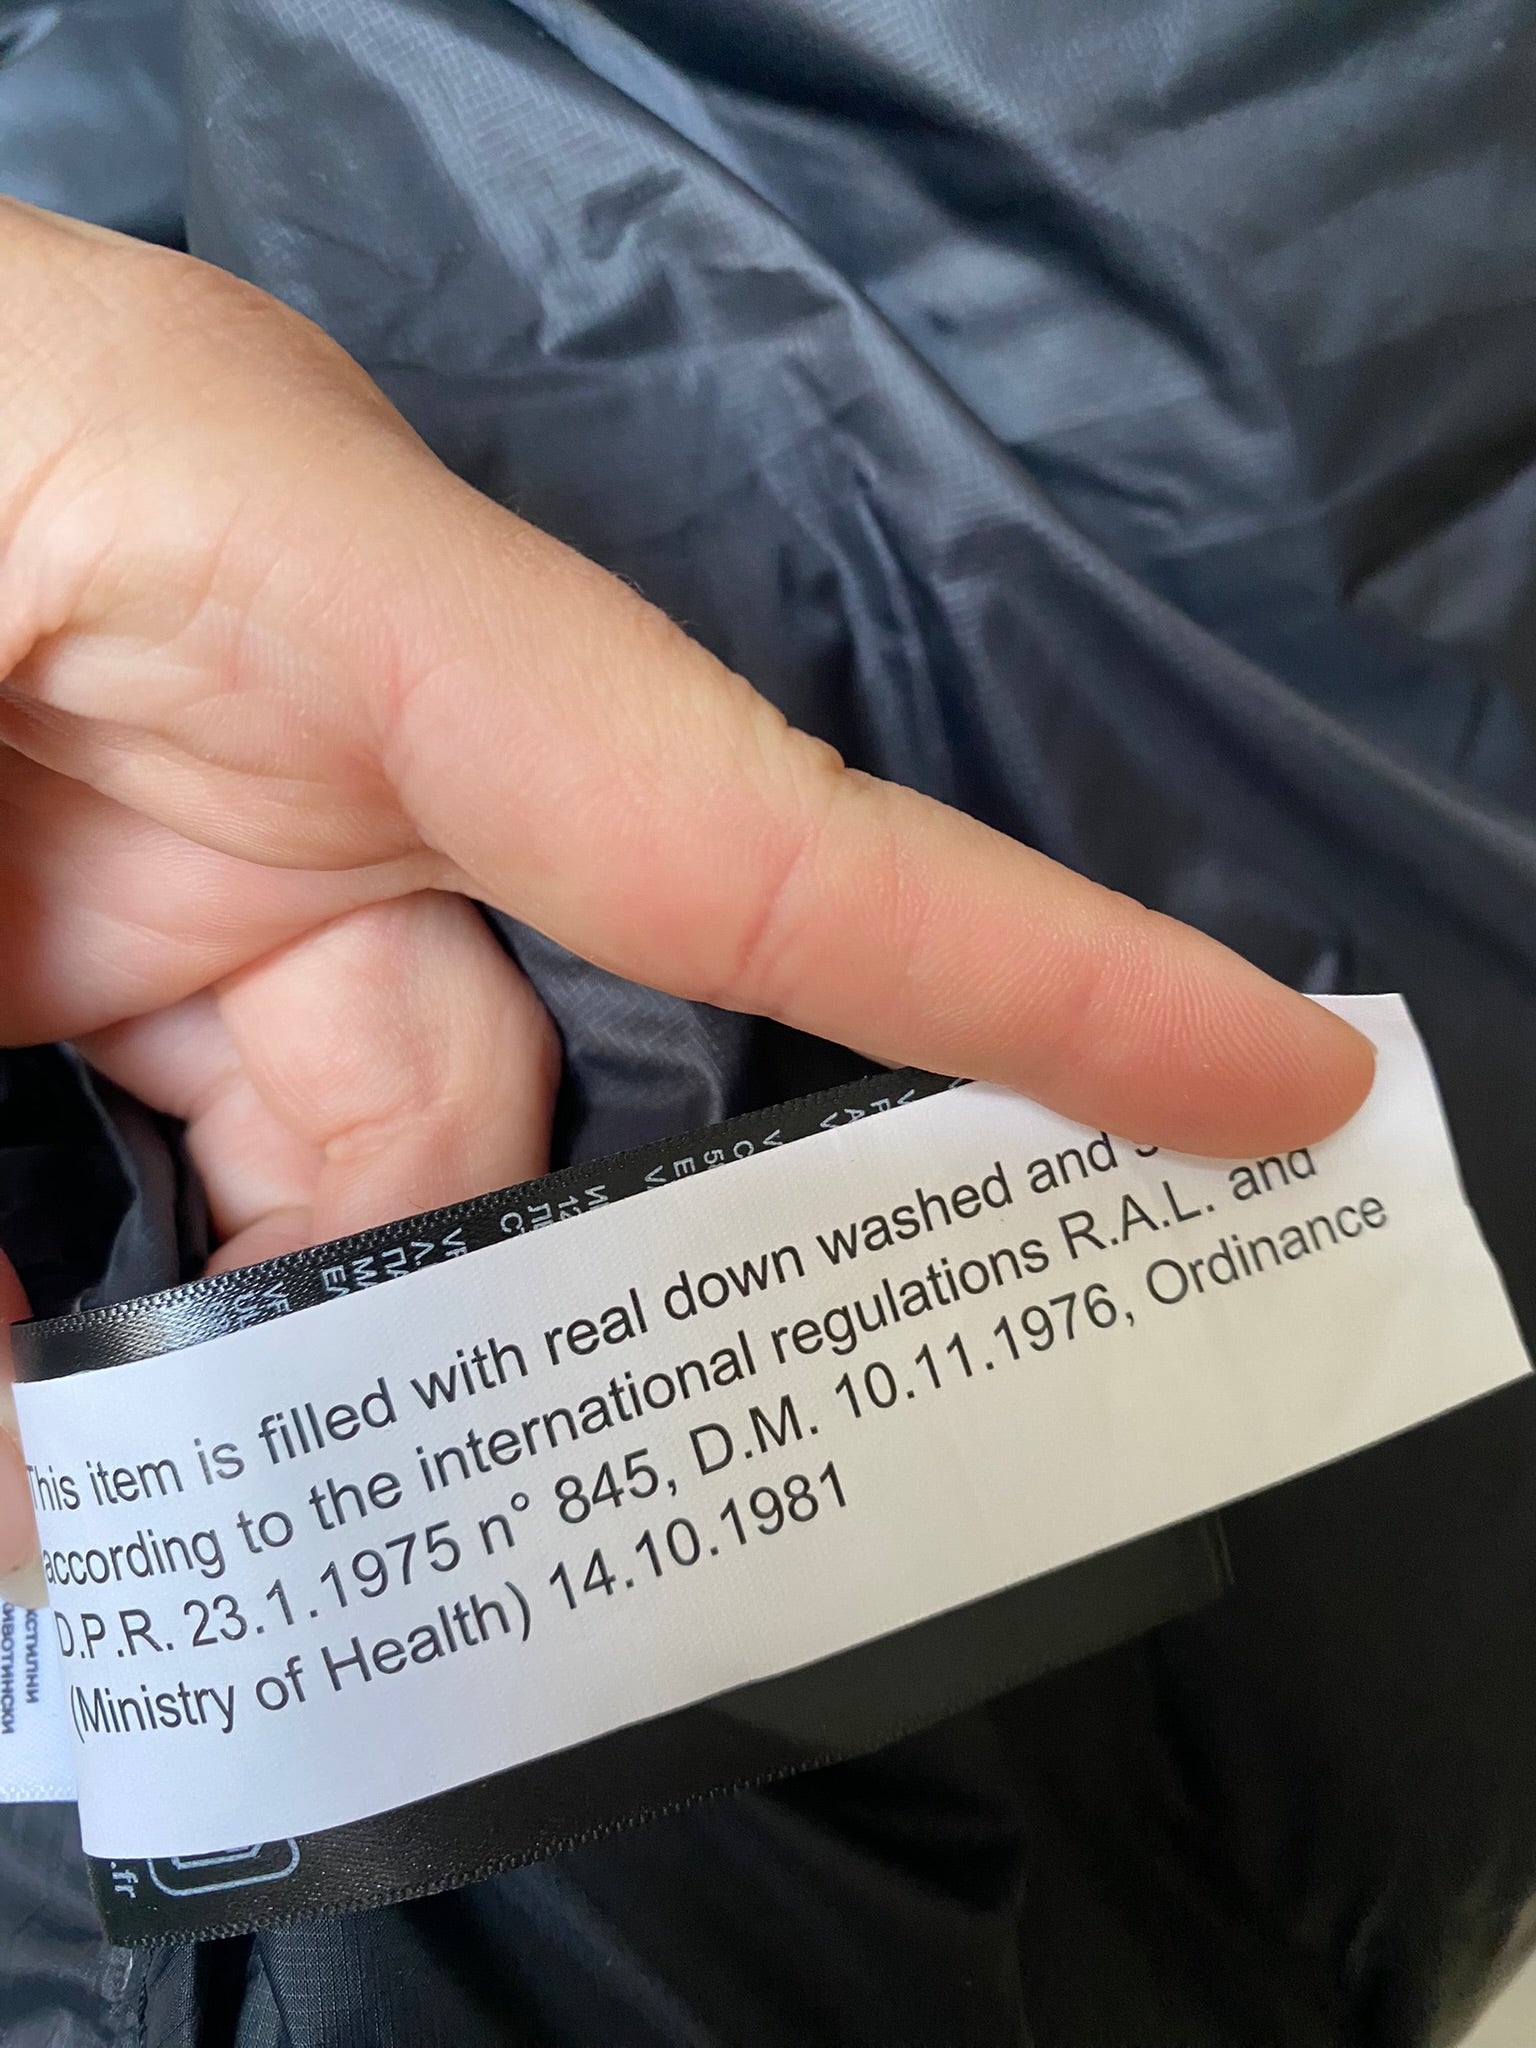 This item is filled with real down washed and
according to the international regulations R.A.L. and
D.P.R. 23.1.1975 n° 845, D.M. 10.11.1976, Ordinance
(Ministry of Health) 14.10.1981
.fr